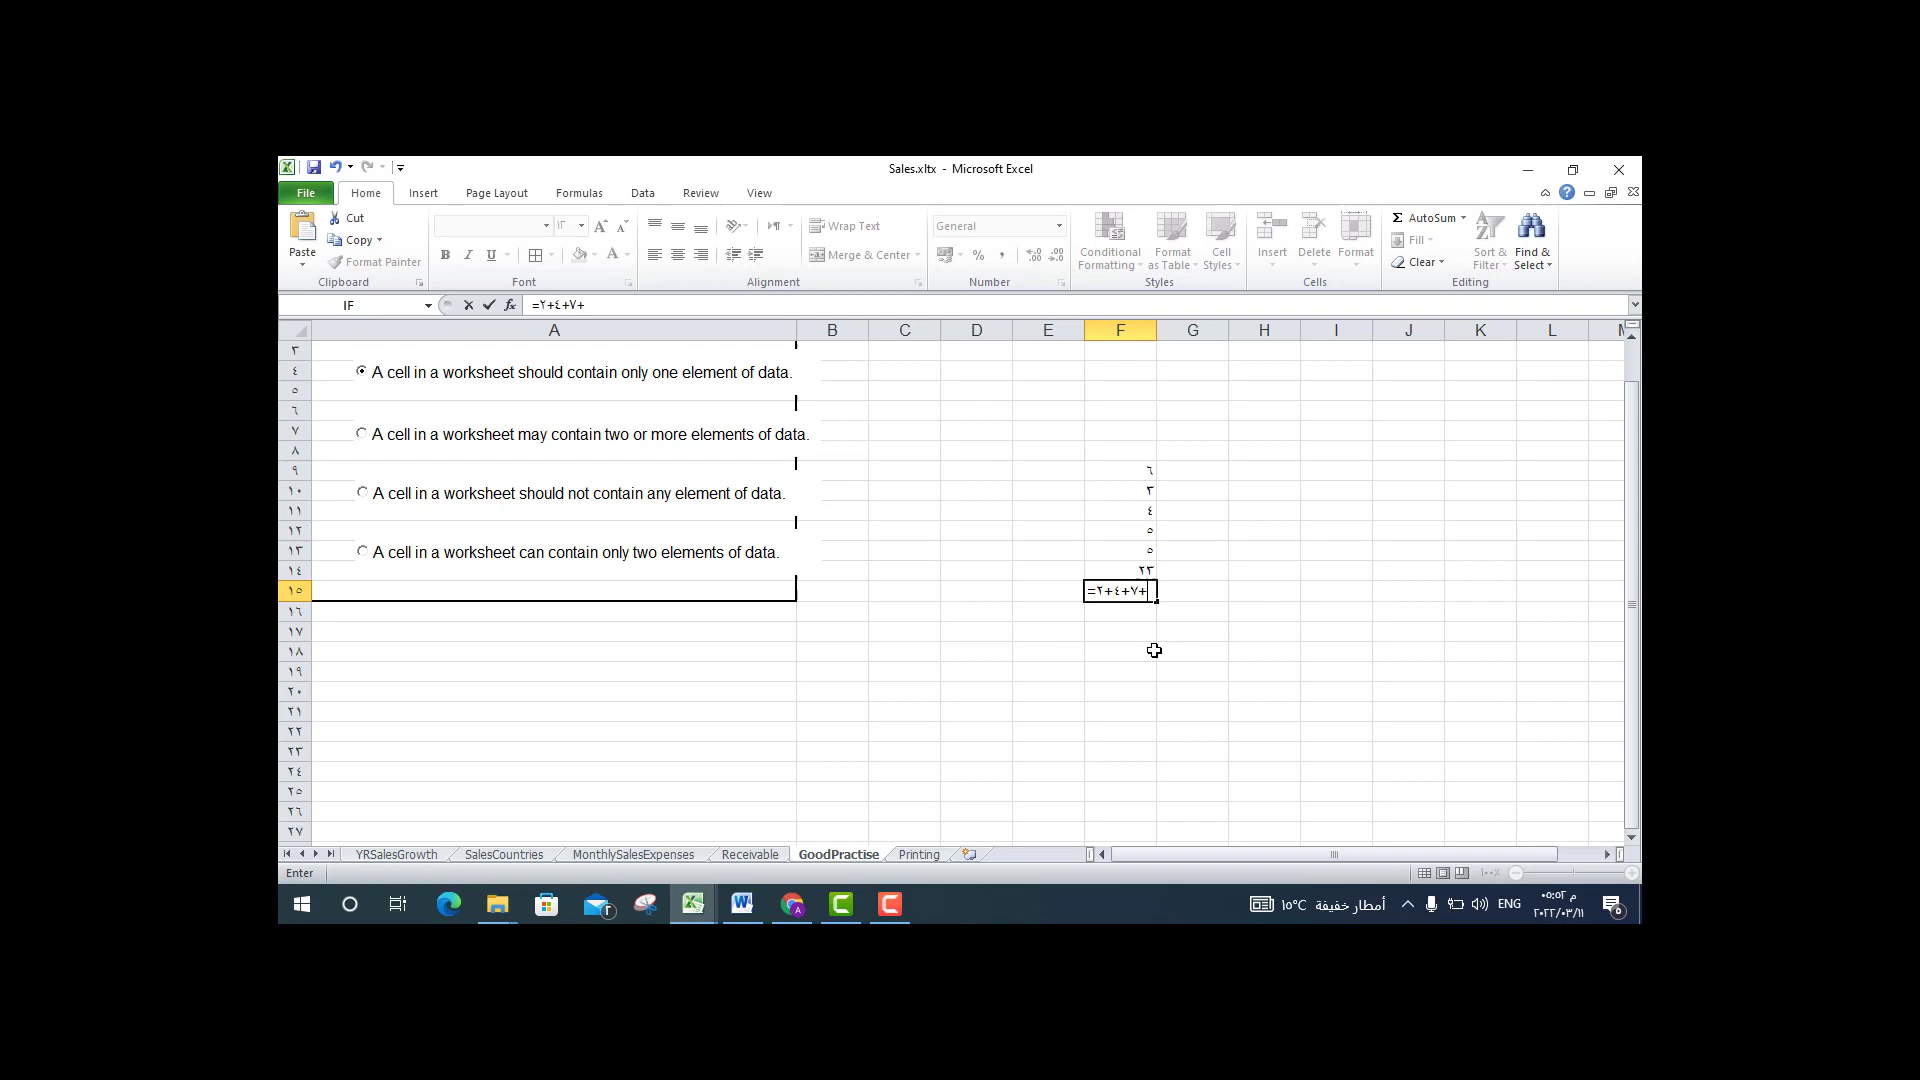 Sales.xltx - Microsoft Excel
File Home Insert Page Layout Formulas Data Review View
Paste
Cut
Copy
Format Painter
١٢
B I U
Wrap Text
Merge & Center
General
Conditional Formatting
Format as Table
Cell Styles
Insert Delete Format
AutoSum
Fill
Clear
Sort & Filter
Find & Select
Clipboard Font Alignment Number Styles Cells Editing
IF =٢+٤+٧+
A B C D E F G H I J K L M
٣
٤ A cell in a worksheet should contain only one element of data.
٥
٦
٧ A cell in a worksheet may contain two or more elements of data.
٨
٩ ٦
١٠ A cell in a worksheet should not contain any element of data. ٣
١١ ٤
١٢ ٥
١٣ A cell in a worksheet can contain only two elements of data. ٥
١٤ ٢٣
١٥ =٢+٤+٧+
١٦
١٧
١٨
١٩
٢٠
٢١
٢٢
٢٣
٢٤
٢٥
٢٦
٢٧
YRSalesGrowth SalesCountries MonthlySalesExpenses Receivable GoodPractise Printing
Enter ١٠٠٪
١٥°C أمطار خفيفة ENG
٠٥:٥٢ م
٢٠٢٢/٠٣/١١